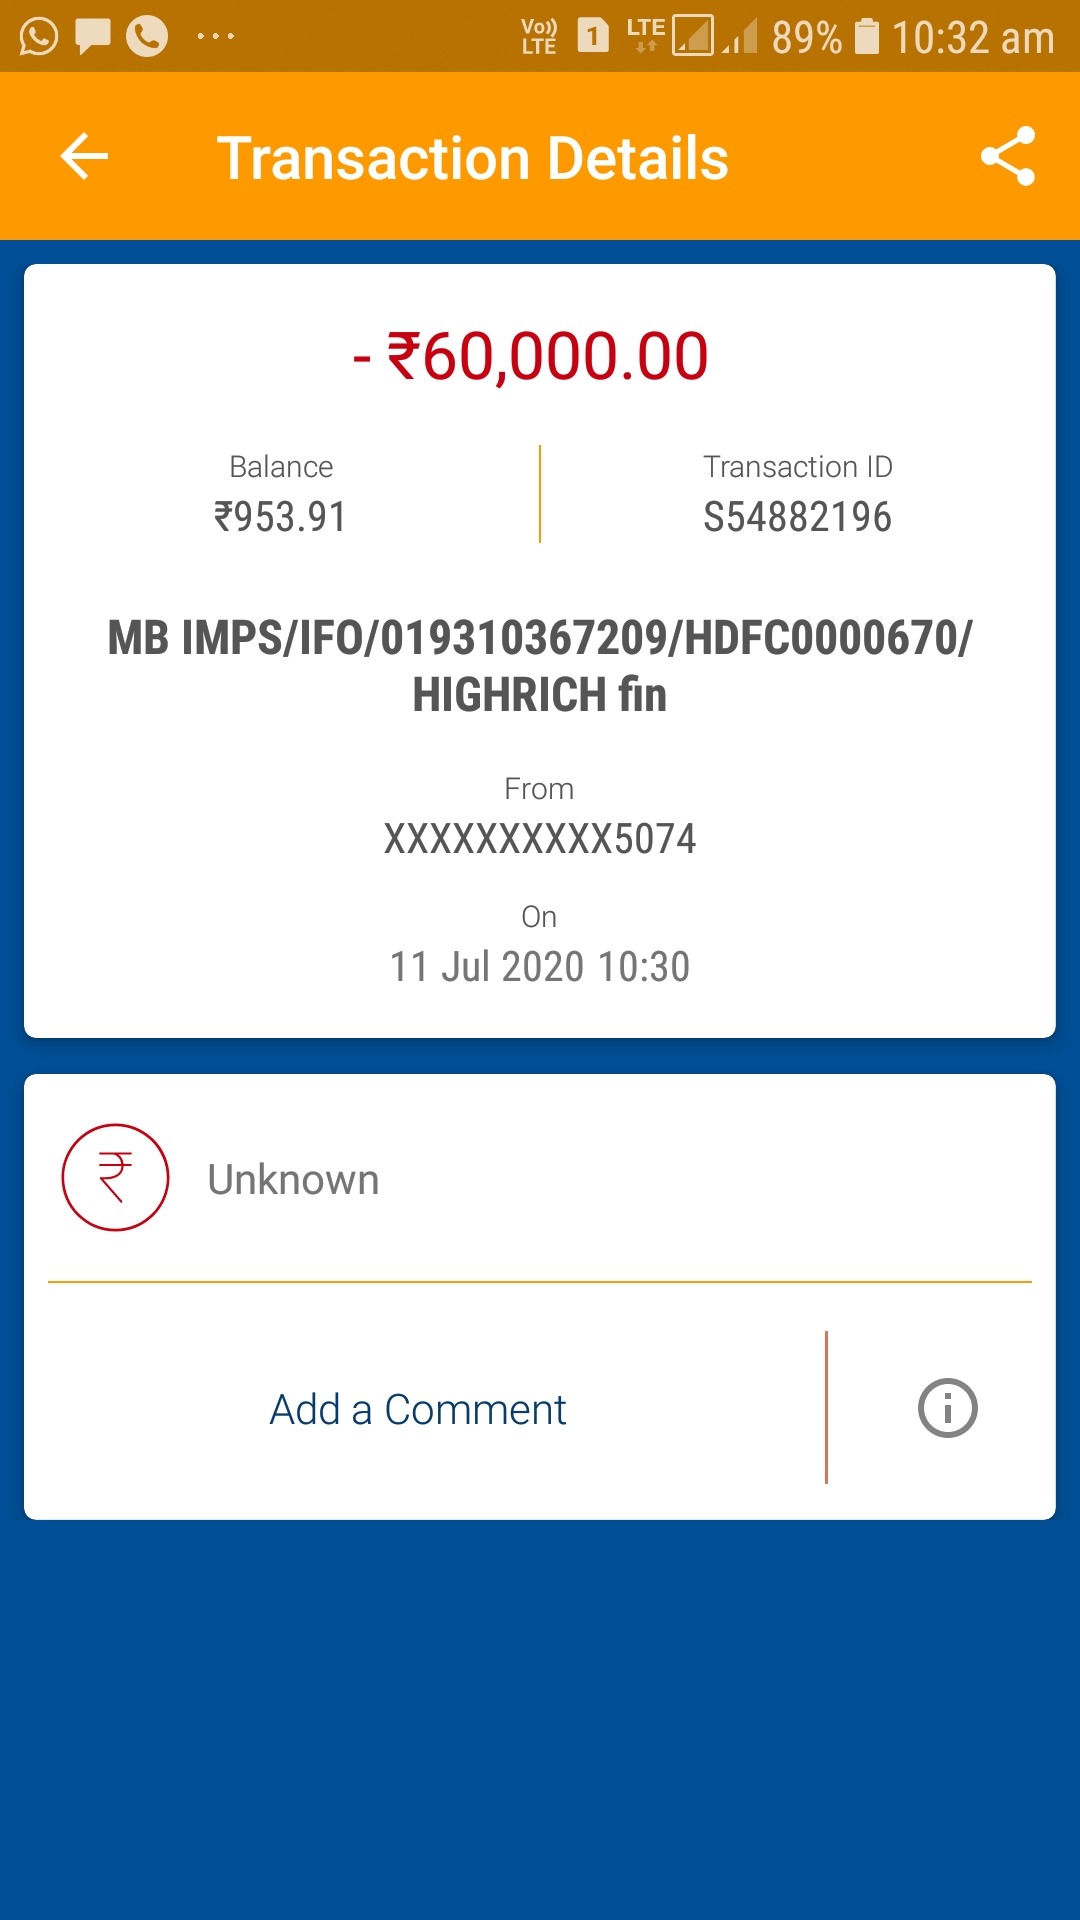 Vo)) LTE 1 LTE 89% 10:32 am
Transaction Details
- ₹60,000.00
Balance
₹953.91
Transaction ID
S54882196
MB IMPS/IFO/019310367209/HDFC0000670/
HIGHRICH fin
From
XXXXXXXXXX5074
On
11 Jul 2020 10:30
₹ Unknown
Add a Comment